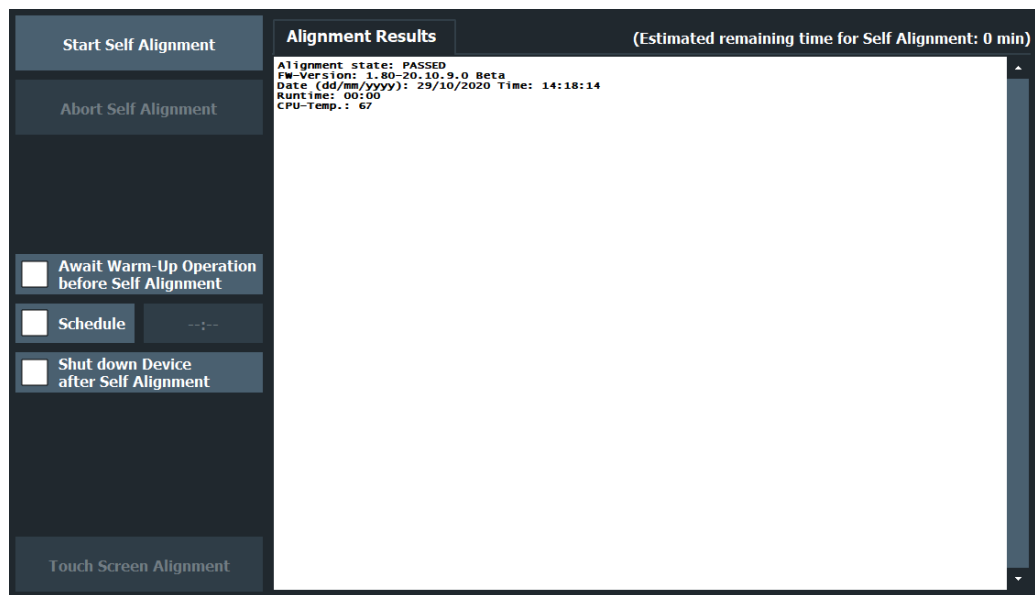 Start Self Alignment
Abort Self Alignment
Await Warm-Up Operation
before Self Alignment
Schedule
--:--
Shut down Device
after Self Alignment
Touch Screen Alignment
Alignment Results
(Estimated remaining time for Self Alignment: 0 min)
Alignment state: PASSED
FW-Version: 1.80-20.10.9.0 Beta
Date (dd/mm/yyyy): 29/10/2020 Time: 14:18:14
Runtime: 00:00
CPU-Temp.: 67